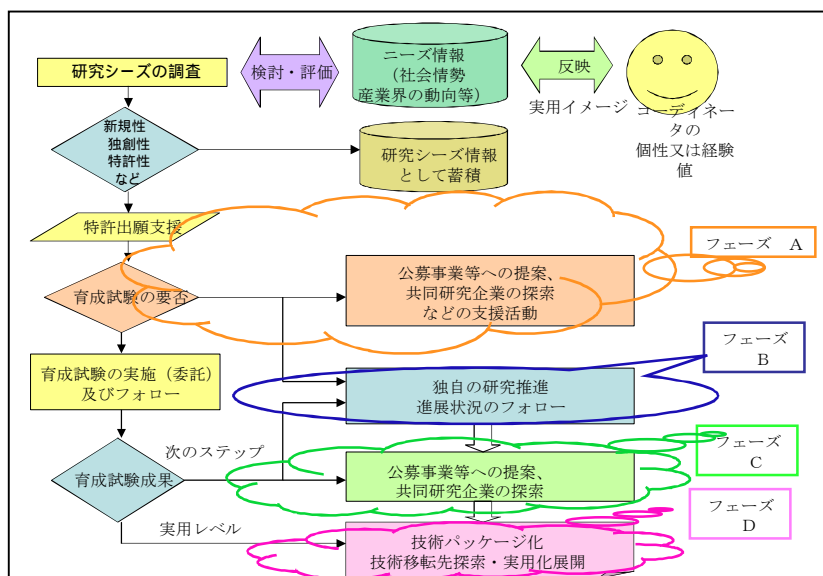 研究シーズの調査
検討・評価
ニーズ情報
（社会情勢
産業界の動向等）
反映
実用イメージ
コーディネー
タの
個性又は経験
値
新規性
独創性
特許性
など
研究シーズ情報
として蓄積
特許出願支援
フェーズ　A
育成試験の要否
公募事業等への提案、
共同研究企業の探索
などの支援活動
フェーズ
B
育成試験の実施（委託）
及びフォロー
独自の研究推進
進展状況のフォロー
次のステップ
フェーズ
C
育成試験成果
公募事業等への提案、
共同研究企業の探索
フェーズ
D
実用レベル
技術パッケージ化
技術移転先探索・実用化展開